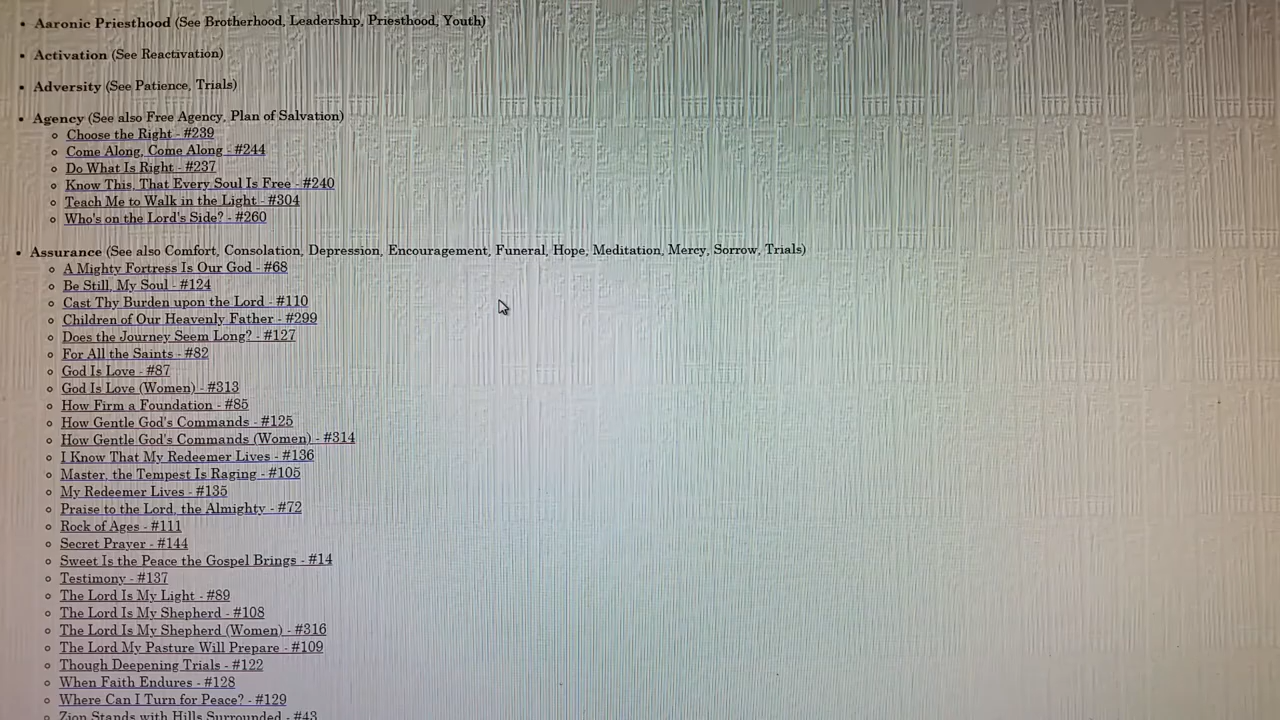 Aaronic Priesthood (See Brotherhood, Leadership, Priesthood, Youth)
Activation (See Reactivation)
Adversity (See Patience, Trials)
Agency (See also Free Agency, Plan of Salvation)
Choose the Right - #239
Come Along, Come Along - #244
Do What Is Right - #237
Know This, That Every Soul Is Free - #240
Teach Me to Walk in the Light - #304
Who's on the Lord's Side? - #260
Assurance (See also Comfort, Consolation, Depression, Encouragement, Funeral, Hope, Meditation, Mercy, Sorrow, Trials)
A Mighty Fortress Is Our God - #68
Be Still, My Soul - #124
Cast Thy Burden upon the Lord - #110
Children of Our Heavenly Father - #299
Does the Journey Seem Long? - #127
For All the Saints - #82
God Is Love - #87
God Is Love (Women) - #313
How Firm a Foundation - #85
How Gentle God's Commands - #125
How Gentle God's Commands (Women) - #314
I Know That My Redeemer Lives - #136
Master, the Tempest Is Raging - #105
My Redeemer Lives - #135
Praise to the Lord, the Almighty - #72
Rock of Ages - #111
Secret Prayer - #144
Sweet Is the Peace the Gospel Brings - #14
Testimony - #137
The Lord Is My Light - #89
The Lord Is My Shepherd - #108
The Lord Is My Shepherd (Women) - #316
The Lord My Pasture Will Prepare - #109
Though Deepening Trials - #122
When Faith Endures - #128
Where Can I Turn for Peace? - #129
Zion Stands with Hills Surrounded - #43